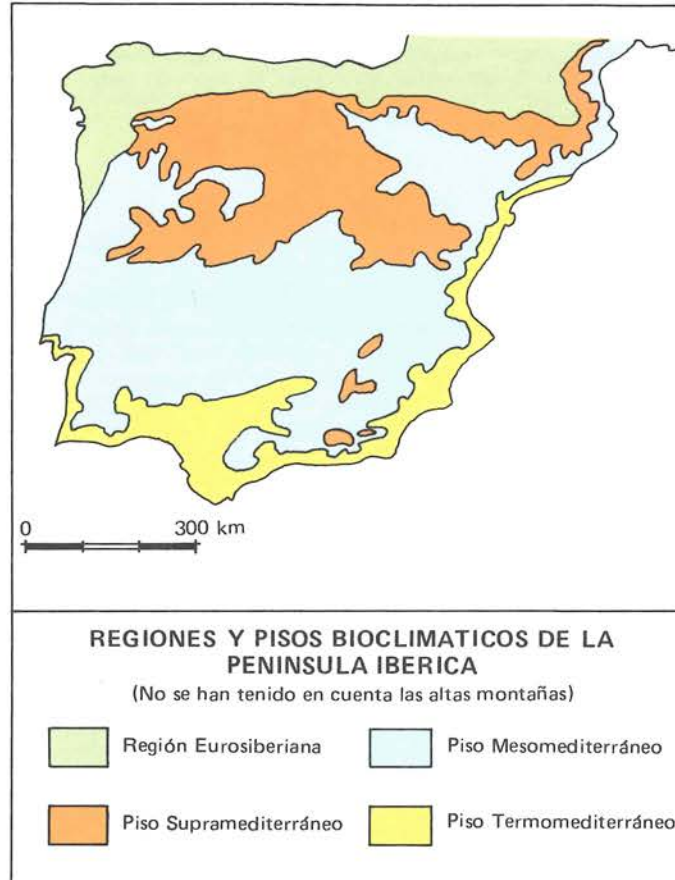 0 300 km
REGIONES Y PISOS BIOCLIMATICOS DE LA
PENINSULA IBERICA
(No se han tenido en cuenta las altas montañas)
Región Eurosiberiana
Piso Mesomediterráneo
Piso Supramediterráneo
Piso Termomediterráneo